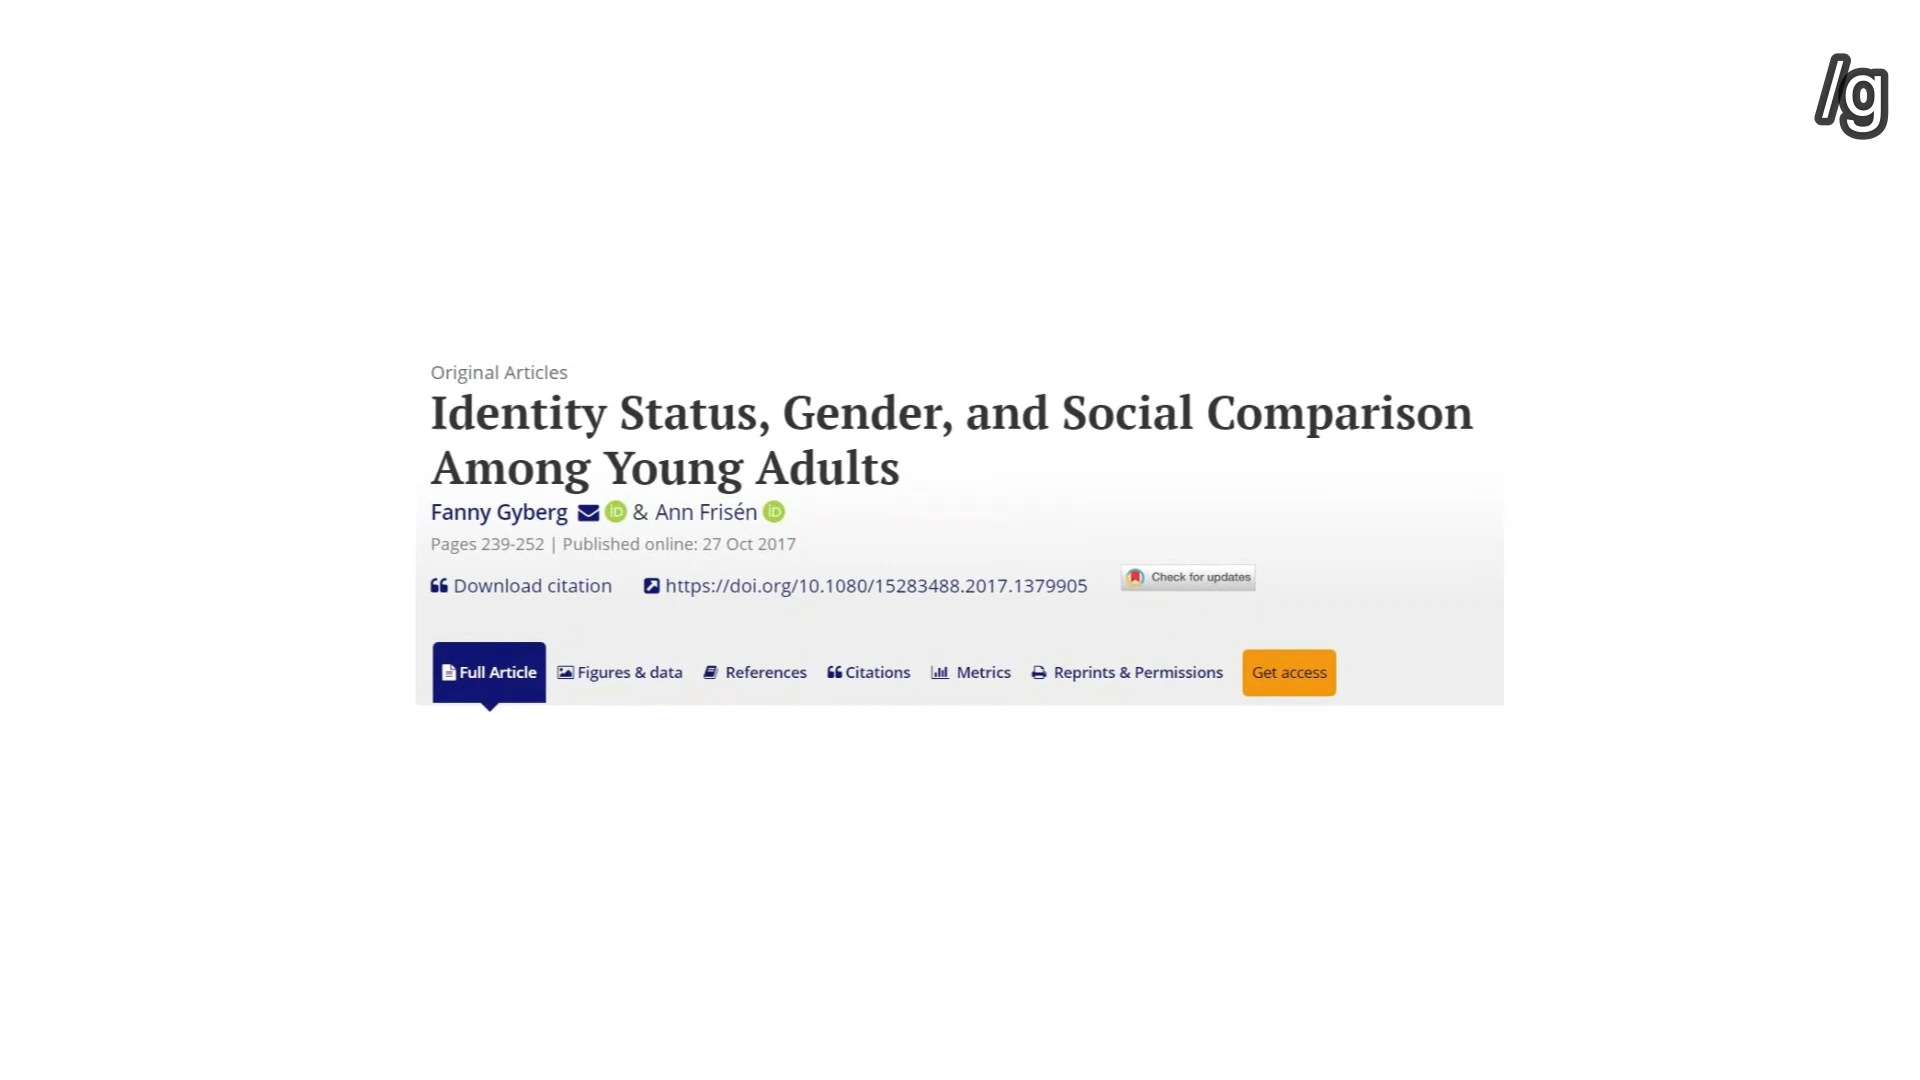 /g
Original Articles
Identity Status, Gender, and Social Comparison
Among Young Adults
Fanny Gyberg iD & Ann Frisén iD
Pages 239-252 | Published online: 27 Oct 2017
Download citation https://doi.org/10.1080/15283488.2017.1379905 Check for updates
Full Article Figures & data References Citations Metrics Reprints & Permissions Get access